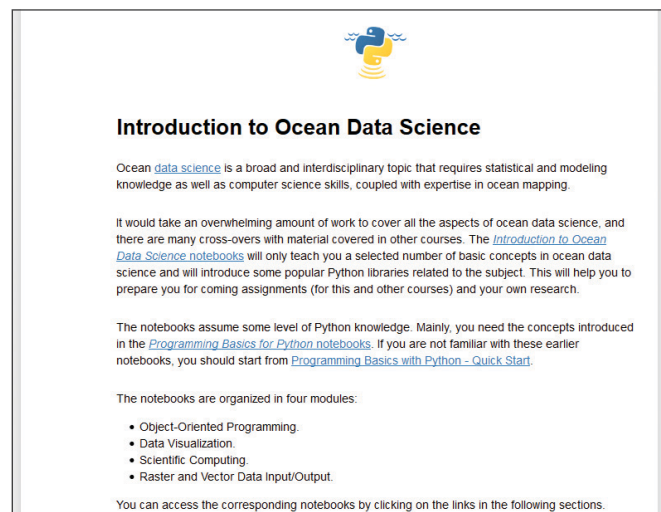 Introduction to Ocean Data Science
Ocean data science is a broad and interdisciplinary topic that requires statistical and modeling
knowledge as well as computer science skills, coupled with expertise in ocean mapping.
It would take an overwhelming amount of work to cover all the aspects of ocean data science, and
there are many cross-overs with material covered in other courses. The Introduction to Ocean
Data Science notebooks will only teach you a selected number of basic concepts in ocean data
science and will introduce some popular Python libraries related to the subject. This will help you to
prepare you for coming assignments (for this and other courses) and your own research.
The notebooks assume some level of Python knowledge. Mainly, you need the concepts introduced
in the Programming Basics for Python notebooks. If you are not familiar with these earlier
notebooks, you should start from Programming Basics with Python - Quick Start.
The notebooks are organized in four modules:
• Object-Oriented Programming.
• Data Visualization.
• Scientific Computing.
• Raster and Vector Data Input/Output.
You can access the corresponding notebooks by clicking on the links in the following sections.